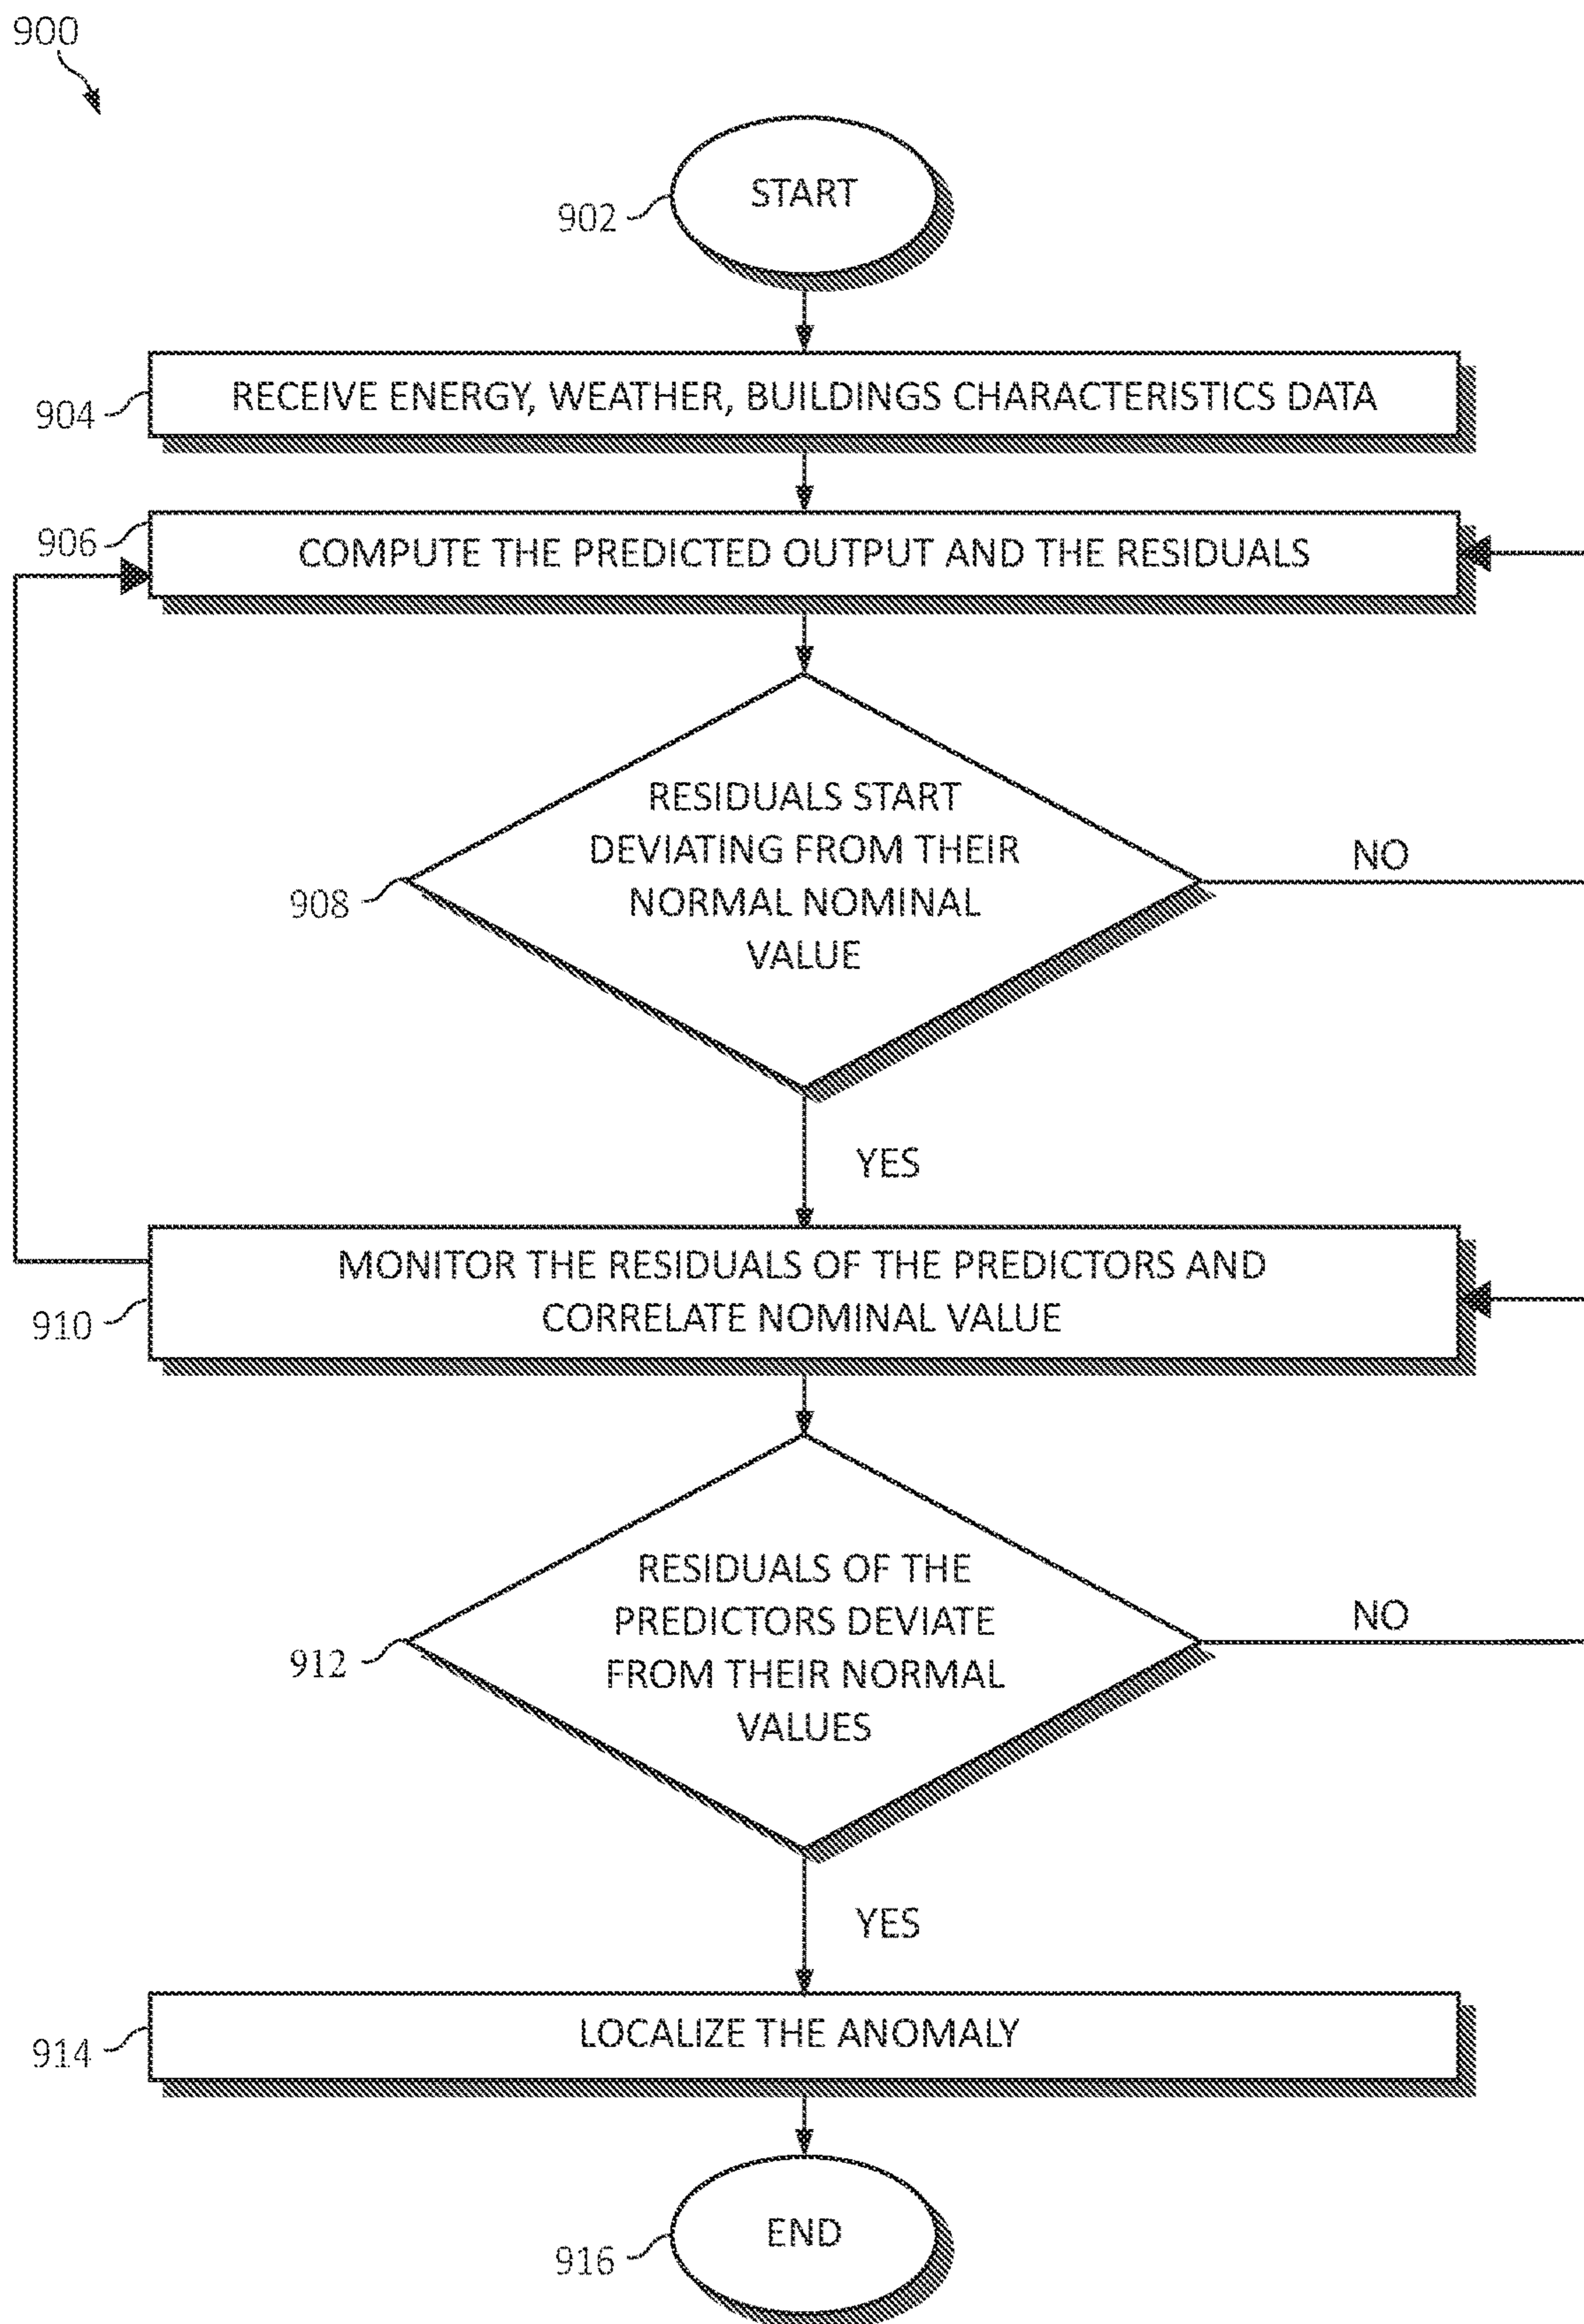 900
START
902
RECEIVE ENERGY, WEATHER, BUILDINGS CHARACTERISTICS DATA
904
906
COMPUTE THE PREDICTED OUTPUT AND THE RESIDUALS
RESIDUALS START
DEVIATING FROM THEIR
NORMAL NOMINAL
VALUE
908
NO
YES
MONITOR THE RESIDUALS OF THE PREDICTORS AND
CORRELATE NOMINAL VALUE
910
RESIDUALS OF THE
PREDICTORS DEVIATE
FROM THEIR NORMAL
VALUES
912
NO
YES
LOCALIZE THE ANOMALY
914
END
916